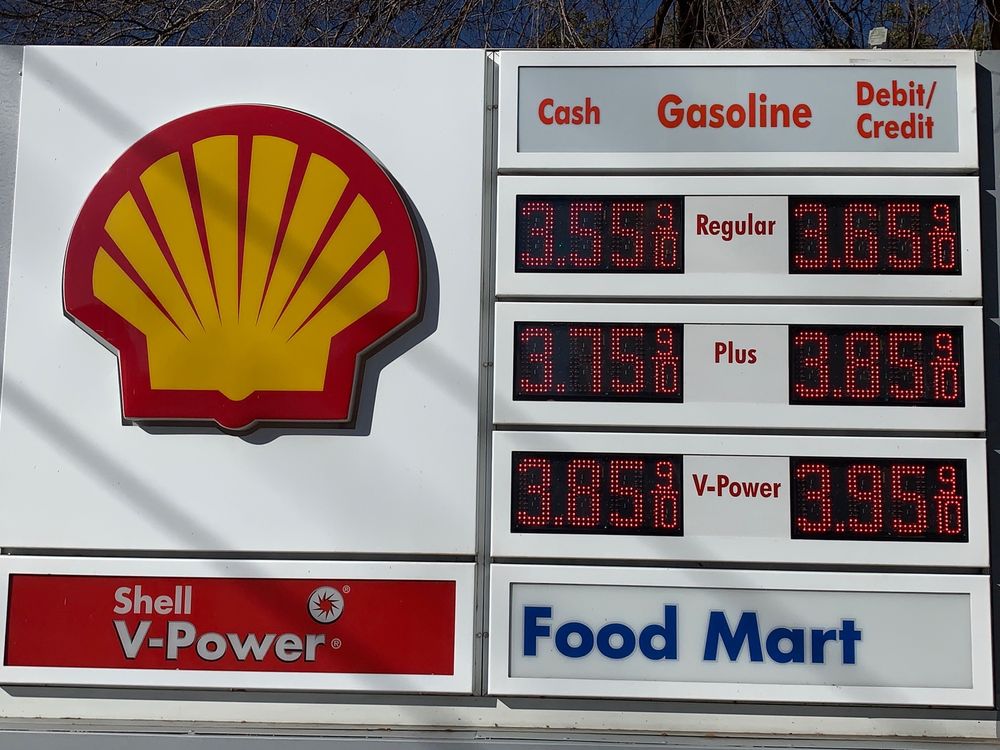 Cash Gasoline Debit/
Credit
3.55 9/10 Regular 3.65 9/10
3.75 9/10 Plus 3.85 9/10
3.85 9/10 V-Power 3.95 9/10
Shell
V-Power
Food Mart